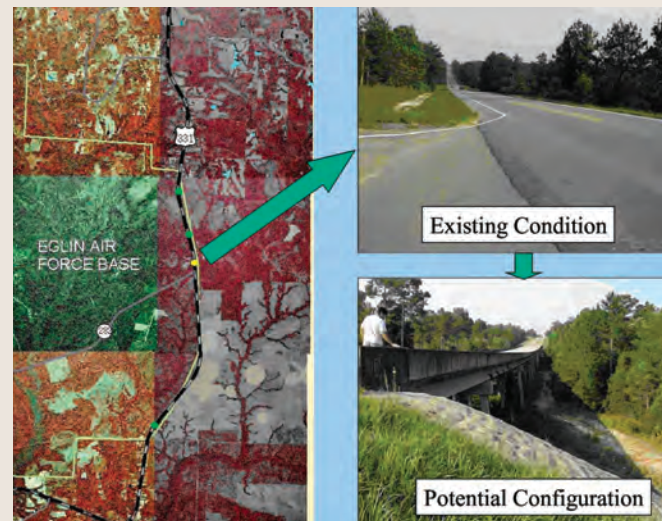 331
EGLIN AIR
FORCE BASE
Existing Condition
Potential Configuration